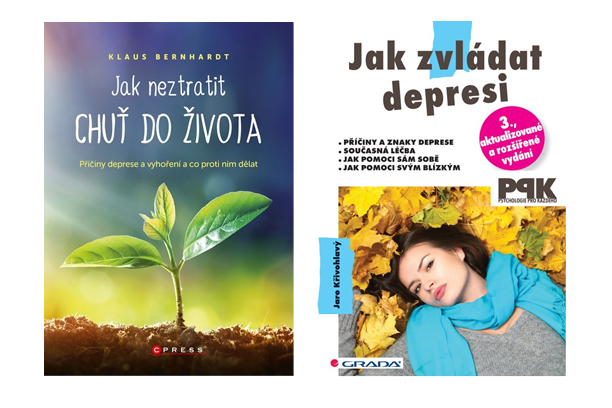 KLAUS BERNHARDT
Jak neztratit
CHUŤ DO ŽIVOTA
Příčiny deprese a vyhoření a co proti nim dělat
CPRESS
Jak zvládat
depresi
PŘÍČINY A ZNAKY DEPRESE
SOUČASNÁ LÉČBA
JAK POMOCI SÁM SOBĚ
JAK POMOCI SVÝM BLÍZKÝM
3.,
aktualizované
a rozšířené
vydání
PPK
PSYCHOLOGIE PRO KAŽDÉHO
Jaro Křivohlavý
GRADA